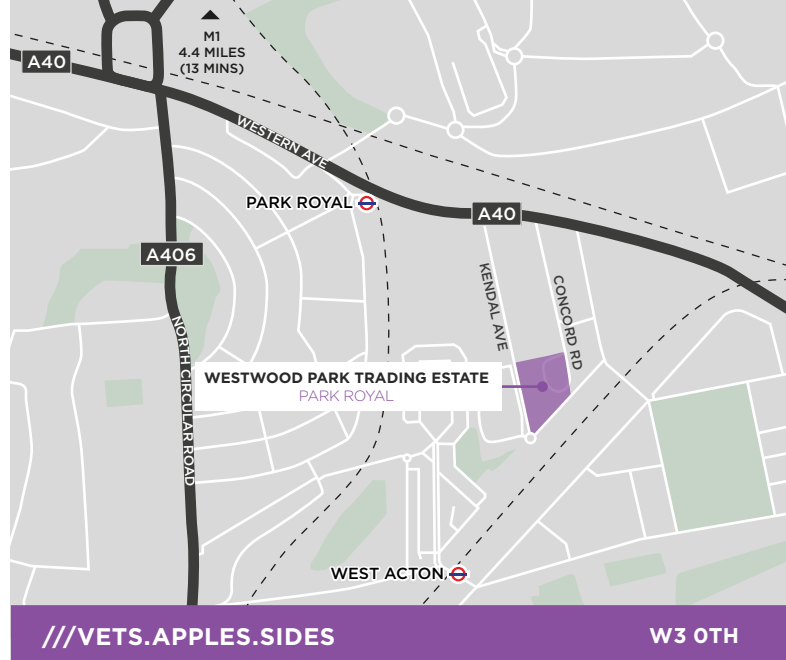 M1
4.4 MILES
(13 MINS)
A40
WESTERN AVE
PARK ROYAL
A40
A406
KENDAL AVE
CONCORD RD
NORTH CIRCULAR ROAD
WESTWOOD PARK TRADING ESTATE
PARK ROYAL
WEST ACTON
///VETS.APPLES.SIDES
W3 0TH